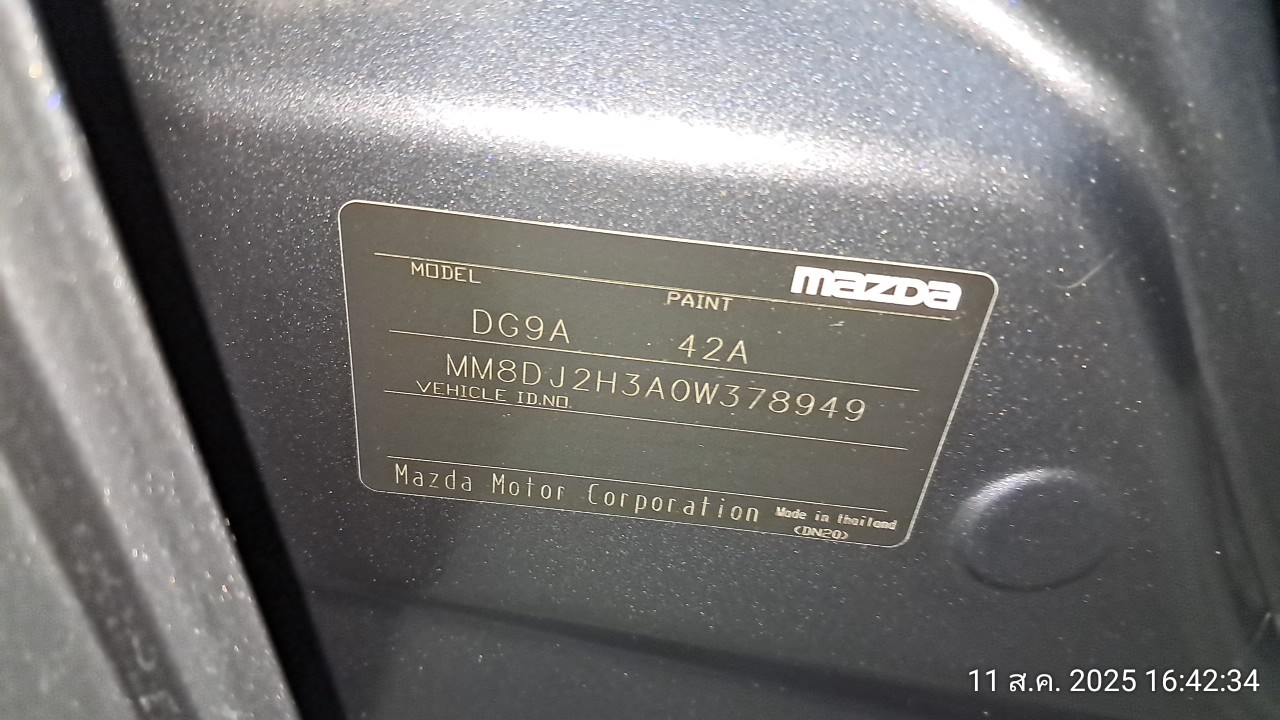 mazda
MODEL PAINT
DG9A 42A
MM8DJ2H3A0W378949
VEHICLE ID.NO.
Mazda Motor Corporation Made in thailand
<DN20>
11 ส.ค. 2025 16:42:34